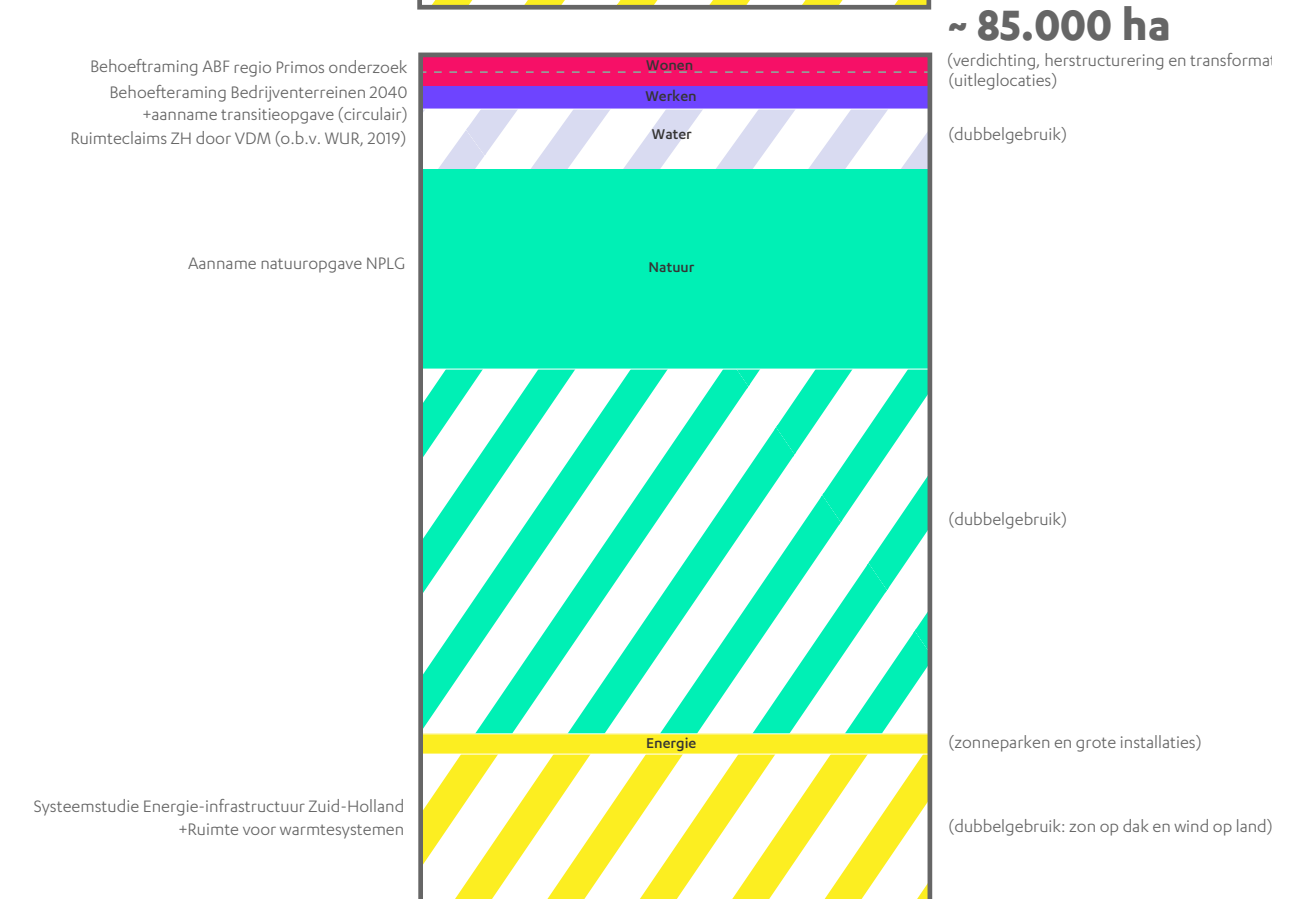 ~ 85.000 ha
Behoeftraming ABF regio Primos onderzoek
Wonen
(verdichting, herstructurering en transformat
(uitleglocaties)
Behoefteraming Bedrijventerreinen 2040
+aanname transitieopgave (circulair)
Werken
Ruimteclaims ZH door VDM (o.b.v. WUR, 2019)
Water
(dubbelgebruik)
Aanname natuuropgave NPLG
Natuur
(dubbelgebruik)
Energie
(zonneparken en grote installaties)
Systeemstudie Energie-infrastructuur Zuid-Holland
+Ruimte voor warmtesystemen
(dubbelgebruik: zon op dak en wind op land)